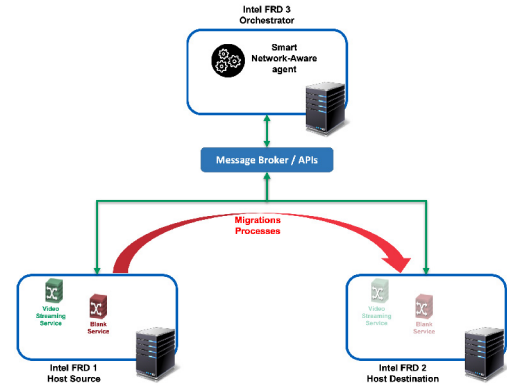 Intel FRD 3
Orchestrator
Smart
Network-Aware
agent
Message Broker / APIs
Migrations
Processes
Video
Streaming
Service
Blank
Service
Video
Streaming
Service
Blank
Service
Intel FRD 1
Host Source
Intel FRD 2
Host Destination